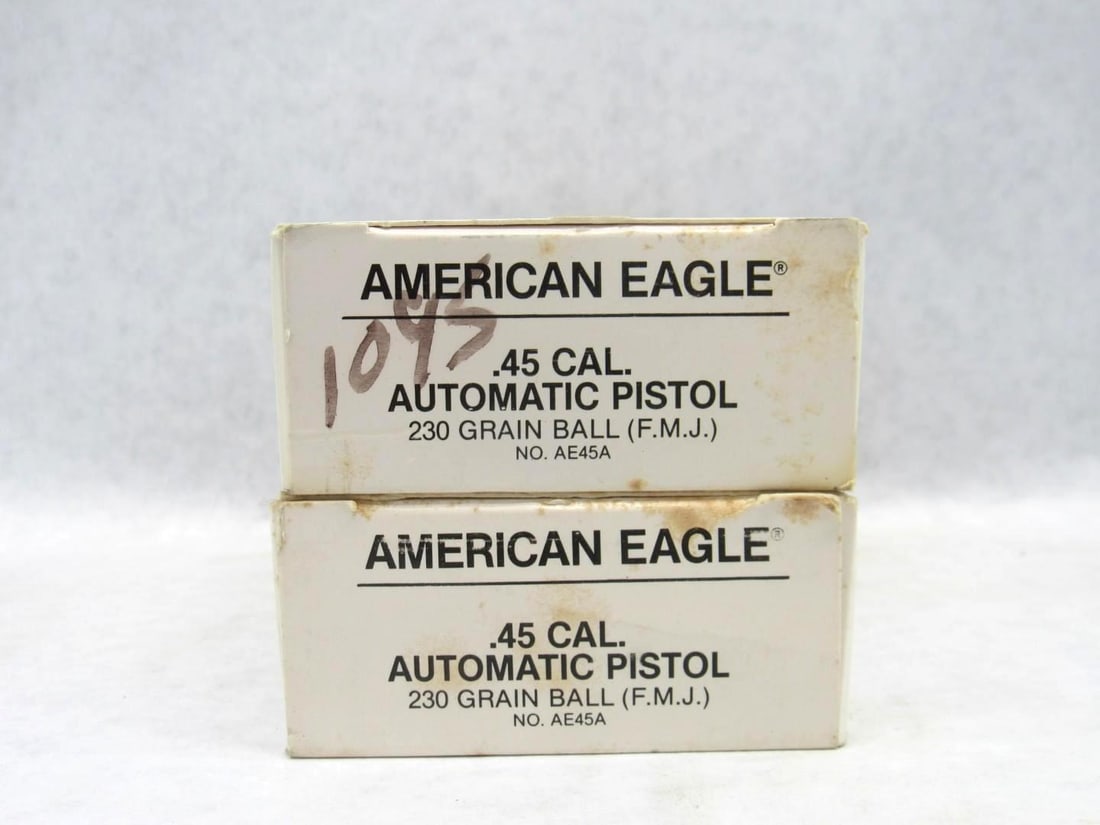 AMERICAN EAGLE®
1095
.45 CAL.
AUTOMATIC PISTOL
230 GRAIN BALL (F.M.J.)
NO. AE45A
AMERICAN EAGLE®
.45 CAL.
AUTOMATIC PISTOL
230 GRAIN BALL (F.M.J.)
NO. AE45A